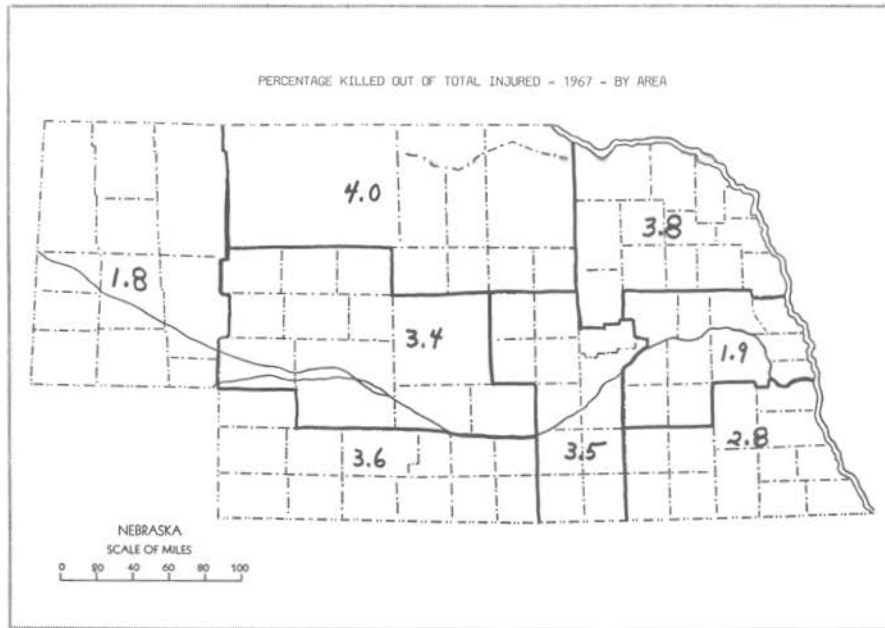 PERCENTAGE KILLED OUT OF TOTAL INJURED - 1967 - BY AREA
4.0
3.8
1.8
3.4
1.9
2.8
3.6
3.5
NEBRASKA
SCALE OF MILES
0 20 40 60 80 100